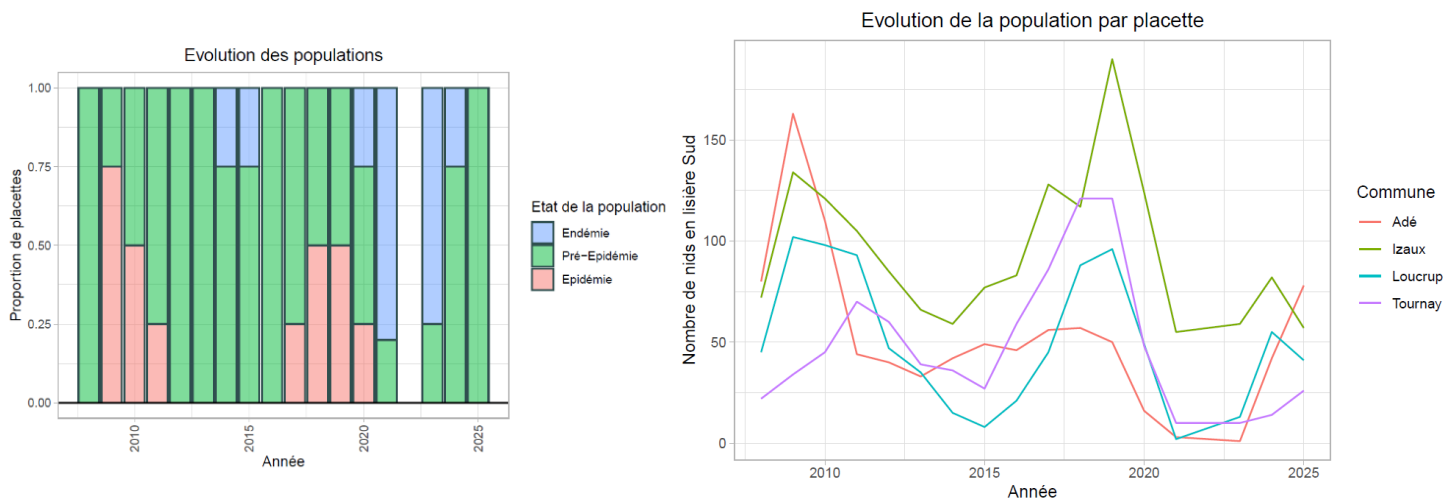 Evolution des populations
Proportion de placettes
1.00
0.75
0.50
0.25
0.00
2010
2015
2020
2025
Année
Etat de la population
Endémie
Pré-Epidémie
Epidémie
Evolution de la population par placette
Nombre de nids en lisière Sud
150
100
50
0
2010
2015
2020
2025
Année
Commune
Adé
Izaux
Loucrup
Tournay